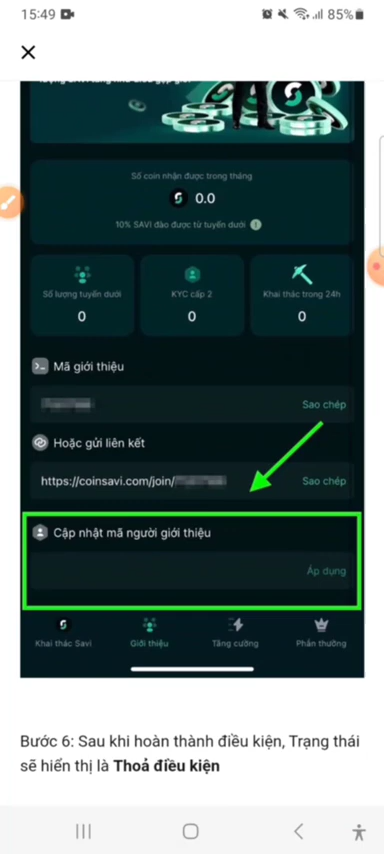 15:49
85%
Số coin nhận được trong tháng
0.0
10% SAVI đào được từ tuyến dưới
Số lượng tuyến dưới
0
KYC cấp 2
0
Khai thác trong 24h
0
Mã giới thiệu
Sao chép
Hoặc gửi liên kết
https://coinsavi.com/join/
Sao chép
Cập nhật mã người giới thiệu
Áp dụng
Khai thác Savi
Giới thiệu
Tăng cường
Phần thưởng
Bước 6: Sau khi hoàn thành điều kiện, Trạng thái
sẽ hiển thị là Thoả điều kiện